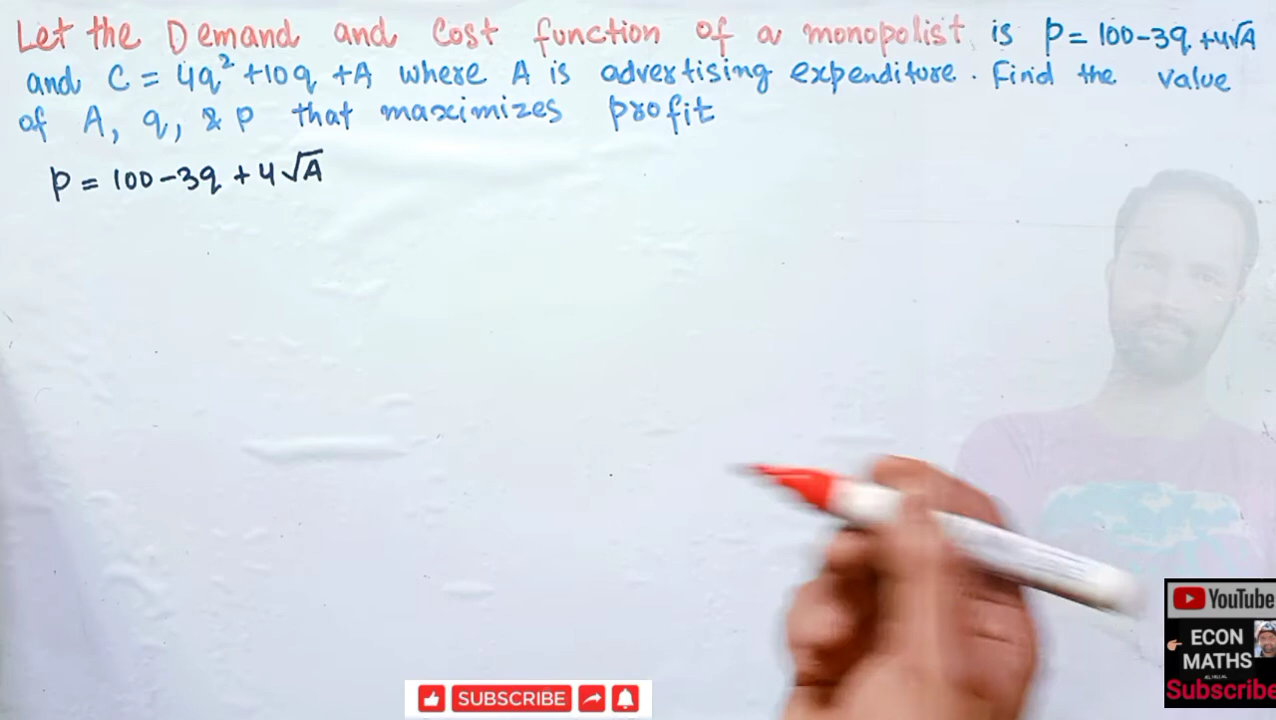 Let the Demand and Cost function of a monopolist is p = 100-3q+4√A
and C = 4q²+10q+A where A is advertising expenditure. Find the value
of A, q, & p that maximizes profit
p = 100-3q+4√A
SUBSCRIBE
YouTube
ECON
MATHS
Subscribe